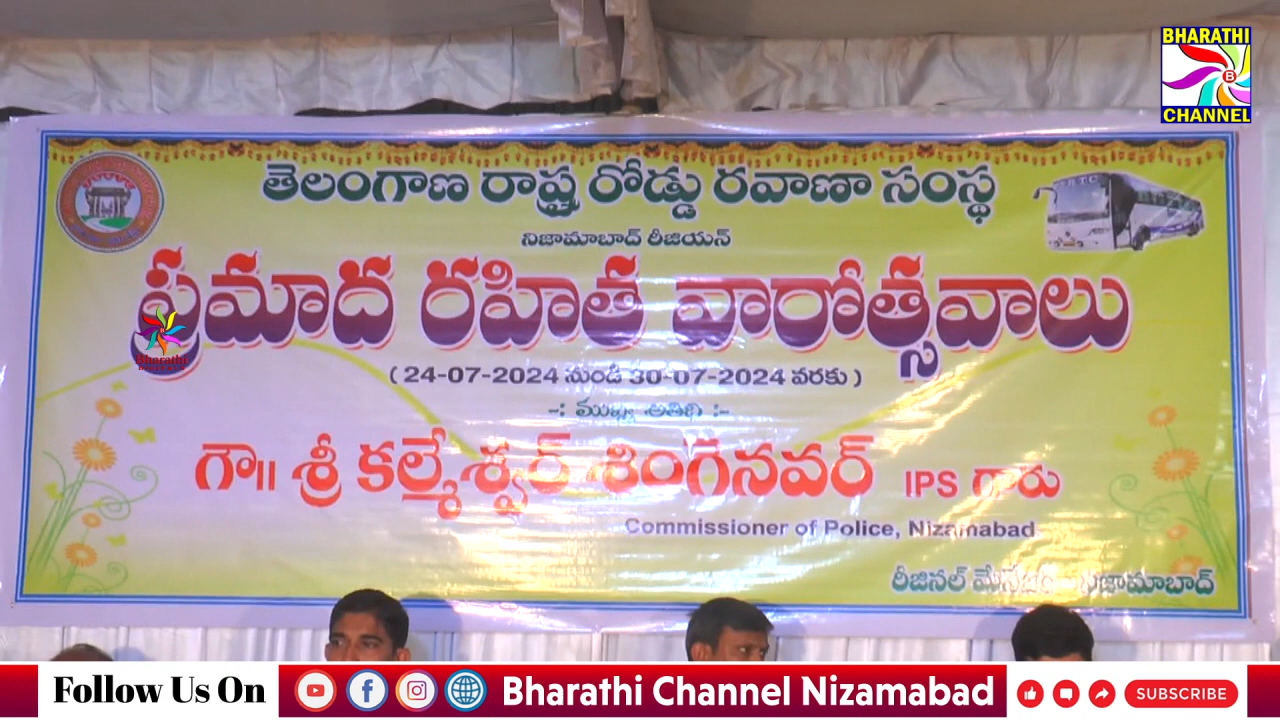 BHARATHI
CHANNEL
తెలంగాణ రాష్ట్ర రోడ్డు రవాణా సంస్థ
నిజామాబాద్ రీజియన్
ప్రమాద రహిత వారోత్సవాలు
Bharathi
( 24-07-2024 నుండి 30-07-2024 వరకు )
-: ముఖ్య అతిథి :-
గౌ|| శ్రీ కల్మేశ్వర్ శింగెనవర్ IPS గారు
Commissioner of Police, Nizamabad
రీజినల్ మేనేజర్ నిజామాబాద్
Follow Us On Bharathi Channel Nizamabad SUBSCRIBE